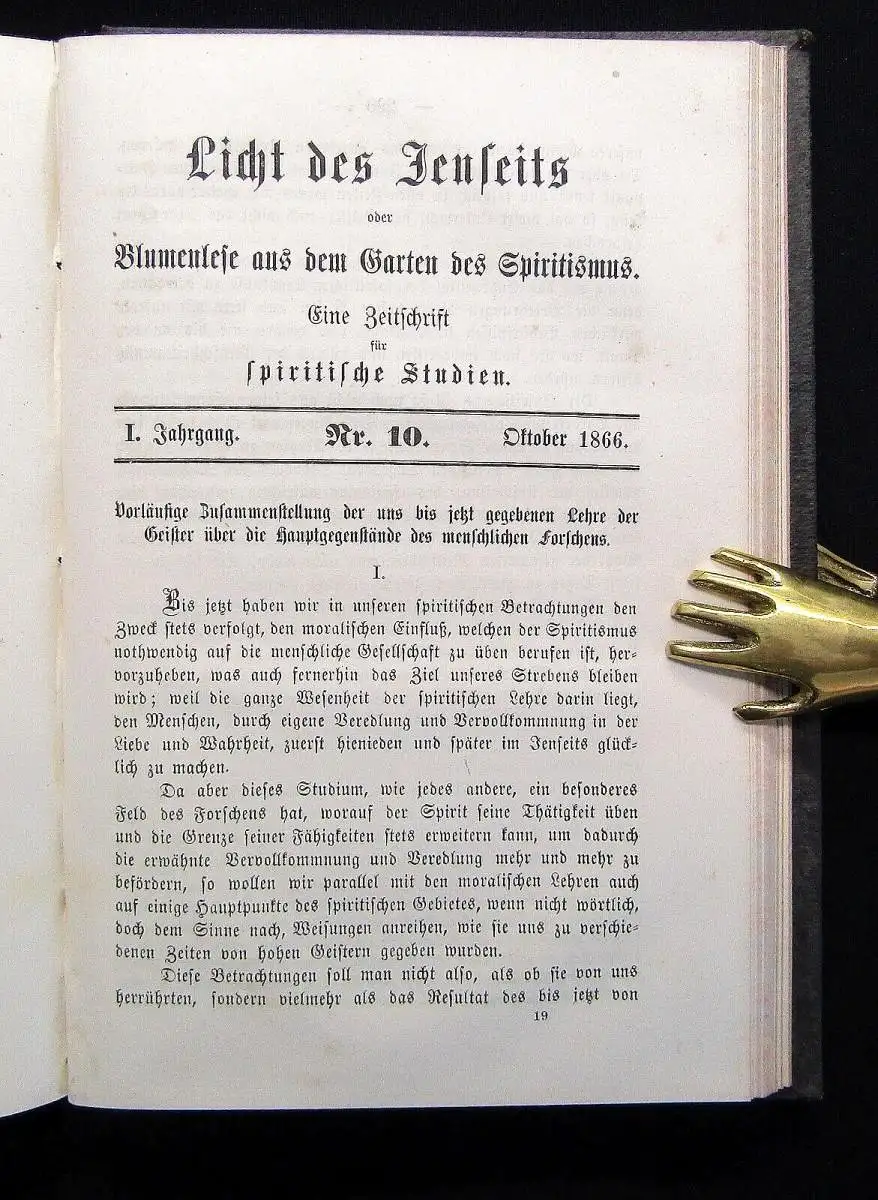 Licht des Jenseits
oder
Blumenlese aus dem Garten des Spiritismus.
Eine Zeitschrift
für
spiritische Studien.
I. Jahrgang. Nr. 10. Oktober 1866.
Vorläufige Zusammenstellung der uns bis jetzt gegebenen Lehre der
Geister über die Hauptgegenstände des menschlichen Forschens.
I.
Bis jetzt haben wir in unseren spiritischen Betrachtungen den
Zweck stets verfolgt, den moralischen Einfluß, welchen der Spiritismus
nothwendig auf die menschliche Gesellschaft zu üben berufen ist, her-
vorzuheben, was auch fernerhin das Ziel unseres Strebens bleiben
wird; weil die ganze Wesenheit der spiritischen Lehre darin liegt,
den Menschen, durch eigene Veredlung und Vervollkommnung in der
Liebe und Wahrheit, zuerst hienieden und später im Jenseits glück-
lich zu machen.
Da aber dieses Studium, wie jedes andere, ein besonderes
Feld des Forschens hat, worauf der Spirit seine Thätigkeit üben
und die Grenze seiner Fähigkeiten stets erweitern kann, um dadurch
die erwähnte Vervollkommnung und Veredlung mehr und mehr zu
befördern, so wollen wir parallel mit den moralischen Lehren auch
auf einige Hauptpunkte des spiritischen Gebietes, wenn nicht wörtlich,
doch dem Sinne nach, Weisungen anreihen, wie sie uns zu verschie-
denen Zeiten von hohen Geistern gegeben wurden.
Diese Betrachtungen soll man nicht also, als ob sie von uns
herrührten, sondern vielmehr als das Resultat des bis jetzt von
19